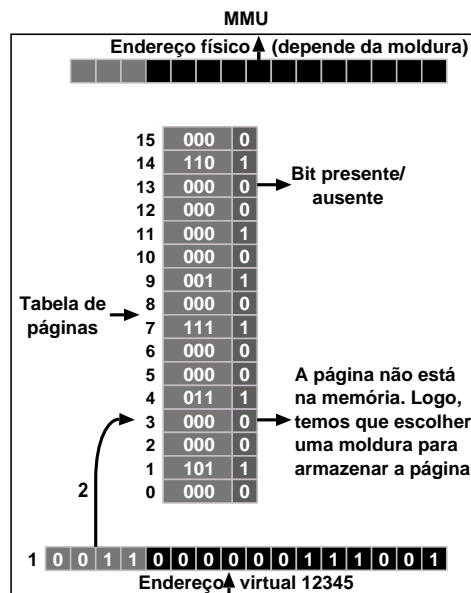 MMU
Endereço físico (depende da moldura)
15 000 0
14 110 1
13 000 0
12 000 0
11 000 1
10 000 0
9 001 1
8 000 0
7 111 1
6 000 0
5 000 0
4 011 1
3 000 0
2 000 0
1 101 1
0 000 0
Bit presente/
ausente
Tabela de
páginas
A página não está
na memória. Logo,
temos que escolher
uma moldura para
armazenar a página
2
1 0 0 1 1 0 0 0 0 0 0 1 1 1 0 0 1
Endereço virtual 12345